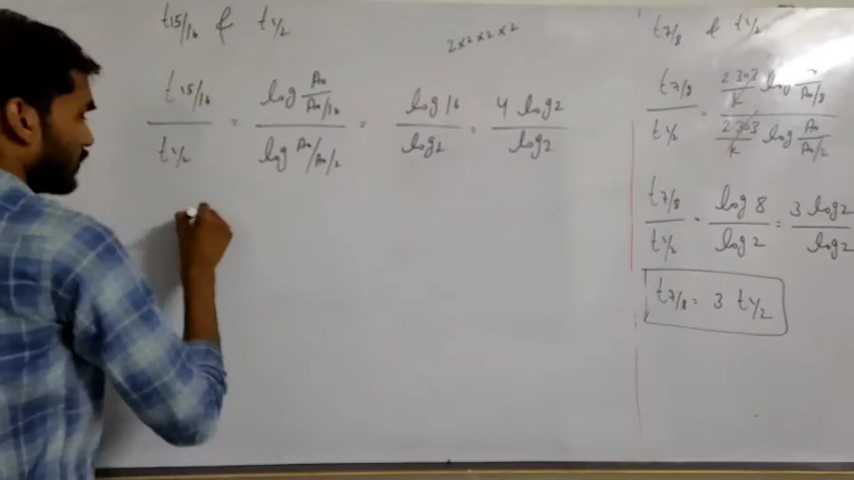 t15/16 & t1/2
2×2×2×2
t15/16 / t1/2 = log A0/A0/16 / log A0/A0/2 = log 16 / log 2 = 4 log 2 / log 2
t7/8 & t1/2
t7/8 / t1/2 = 2.303/K log /A0/8 / 2.303/K log A0/A0/2
t7/8 / t1/2 = log 8 / log 2 = 3 log 2 / log 2
t7/8 = 3 t1/2